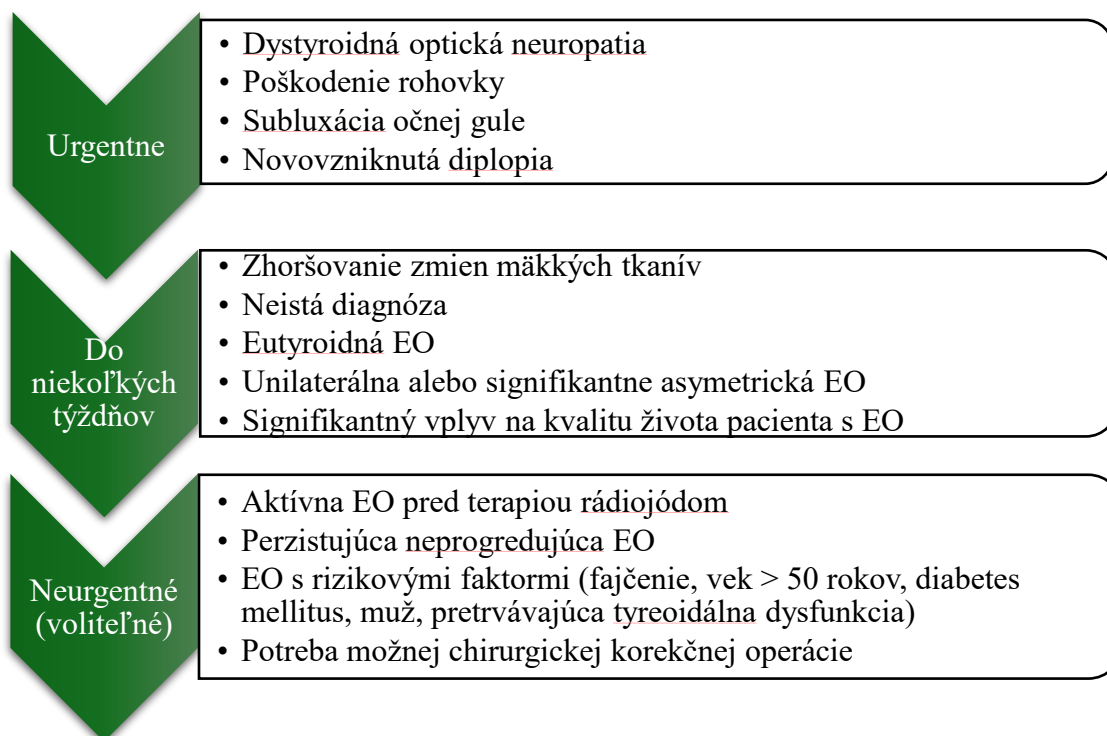 Urgentne
• Dystyroidná optická neuropatia
• Poškodenie rohovky
• Subluxácia očnej gule
• Novovzniknutá diplopia
Do
niekoľkých
týždňov
• Zhoršovanie zmien mäkkých tkanív
• Neistá diagnóza
• Eutyroidná EO
• Unilaterálna alebo signifikantne asymetrická EO
• Signifikantný vplyv na kvalitu života pacienta s EO
Neurgentné
(voliteľné)
• Aktívna EO pred terapiou rádiojódom
• Perzistujúca neprogredujúca EO
• EO s rizikovými faktormi (fajčenie, vek > 50 rokov, diabetes
mellitus, muž, pretrvávajúca tyreoidálna dysfunkcia)
• Potreba možnej chirurgickej korekčnej operácie